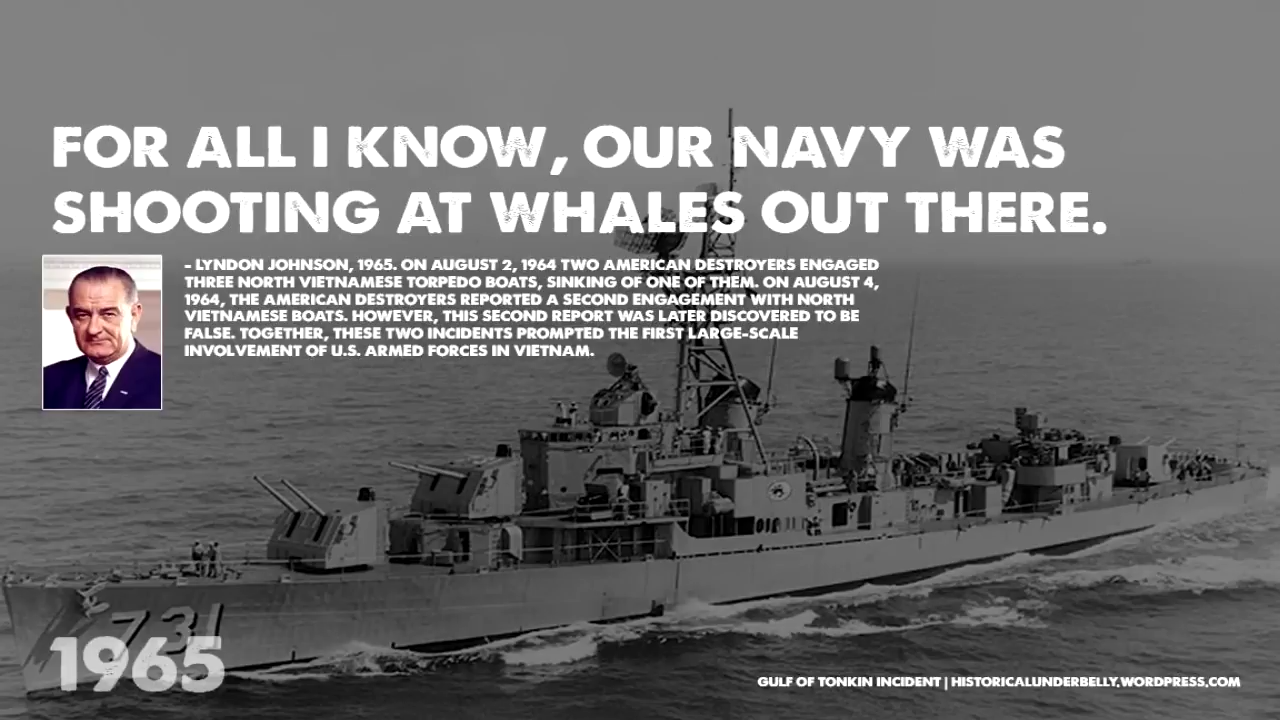 FOR ALL I KNOW, OUR NAVY WAS
SHOOTING AT WHALES OUT THERE.
- LYNDON JOHNSON, 1965. ON AUGUST 2, 1964 TWO AMERICAN DESTROYERS ENGAGED
THREE NORTH VIETNAMESE TORPEDO BOATS, SINKING OF ONE OF THEM. ON AUGUST 4,
1964, THE AMERICAN DESTROYERS REPORTED A SECOND ENGAGEMENT WITH NORTH
VIETNAMESE BOATS. HOWEVER, THIS SECOND REPORT WAS LATER DISCOVERED TO BE
FALSE. TOGETHER, THESE TWO INCIDENTS PROMPTED THE FIRST LARGE-SCALE
INVOLVEMENT OF U.S. ARMED FORCES IN VIETNAM.
731
1965
GULF OF TONKIN INCIDENT | HISTORICALUNDERBELLY.WORDPRESS.COM